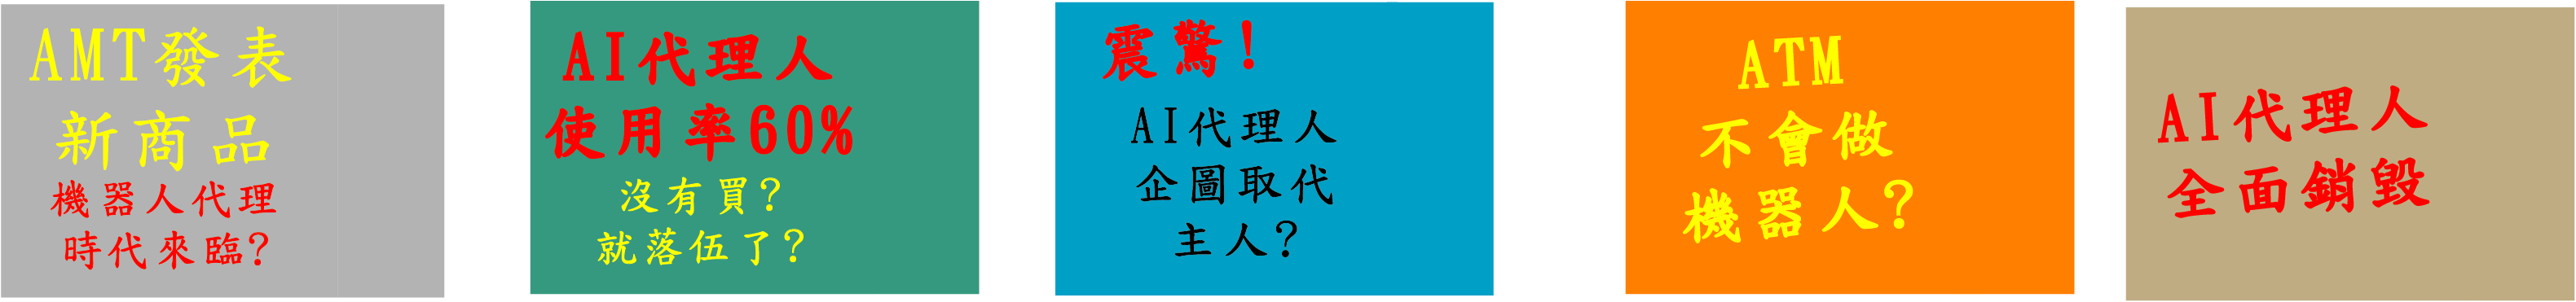 AMT發表
新商品
機器人代理
時代來臨?
AI代理人
使用率60%
沒有買?
就落伍了?
震驚!
AI代理人
企圖取代
主人?
ATM
不會做
機器人?
AI代理人
全面銷毀